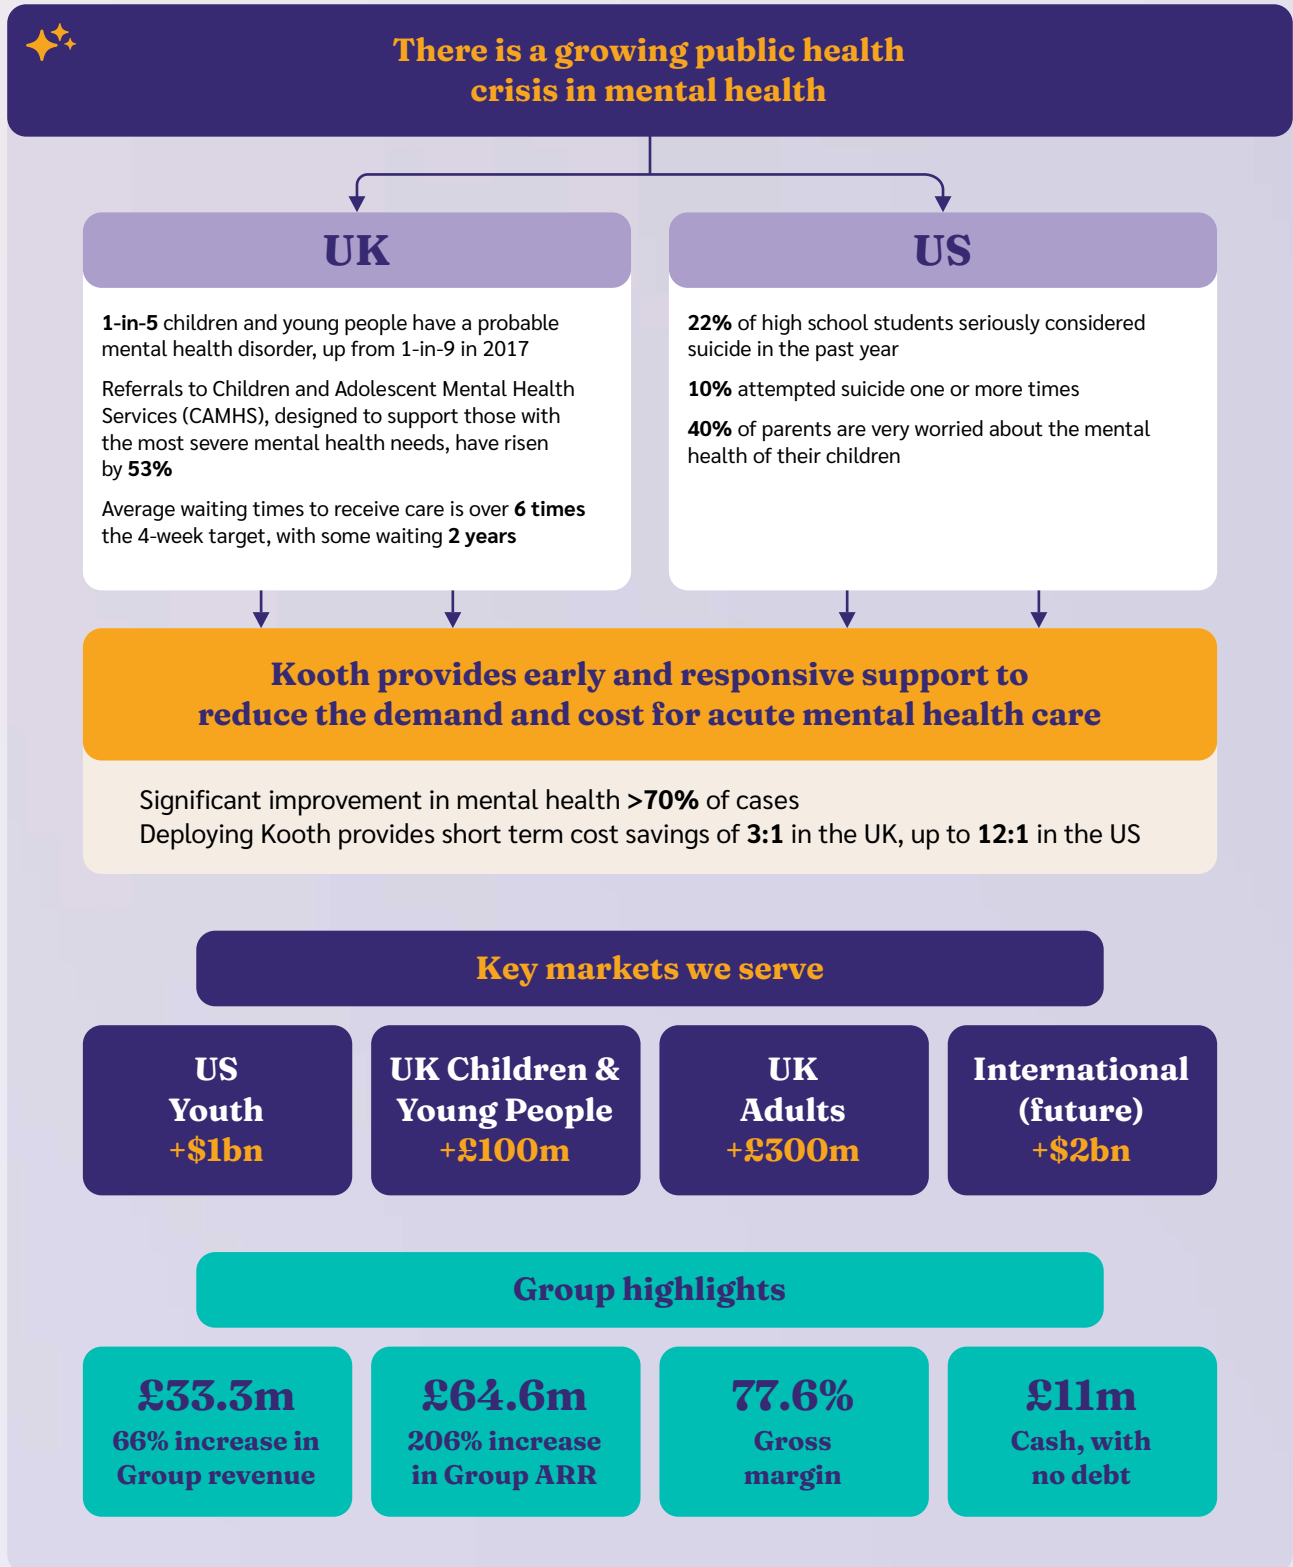 There is a growing public health
crisis in mental health
UK
1-in-5 children and young people have a probable
mental health disorder, up from 1-in-9 in 2017
Referrals to Children and Adolescent Mental Health
Services (CAMHS), designed to support those with
the most severe mental health needs, have risen
by 53%
Average waiting times to receive care is over 6 times
the 4-week target, with some waiting 2 years
US
22% of high school students seriously considered
suicide in the past year
10% attempted suicide one or more times
40% of parents are very worried about the mental
health of their children
Kooth provides early and responsive support to
reduce the demand and cost for acute mental health care
Significant improvement in mental health >70% of cases
Deploying Kooth provides short term cost savings of 3:1 in the UK, up to 12:1 in the US
Key markets we serve
US
Youth
+$1bn
UK Children &
Young People
+£100m
UK
Adults
+£300m
International
(future)
+$2bn
Group highlights
£33.3m
66% increase in
Group revenue
£64.6m
206% increase
in Group ARR
77.6%
Gross
margin
£11m
Cash, with
no debt